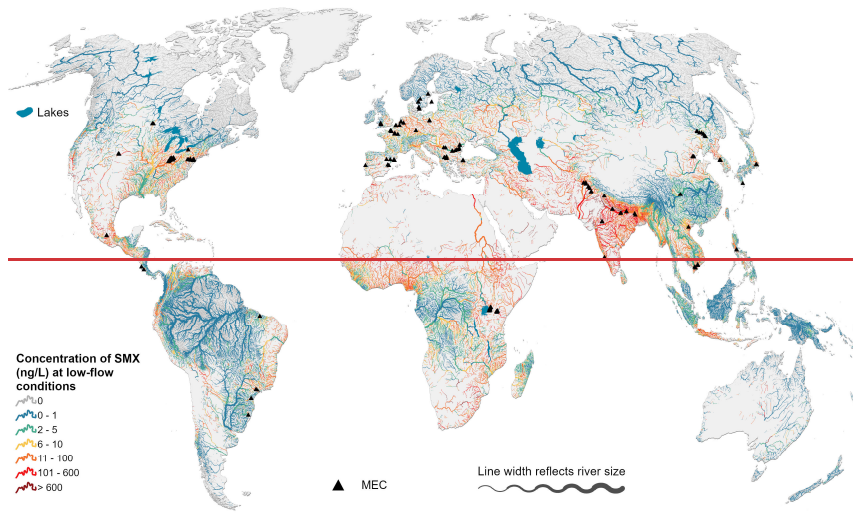 Lakes
Concentration of SMX
(ng/L) at low-flow
conditions
0
0 - 1
2 - 5
6 - 10
11 - 100
101 - 600
> 600
MEC
Line width reflects river size